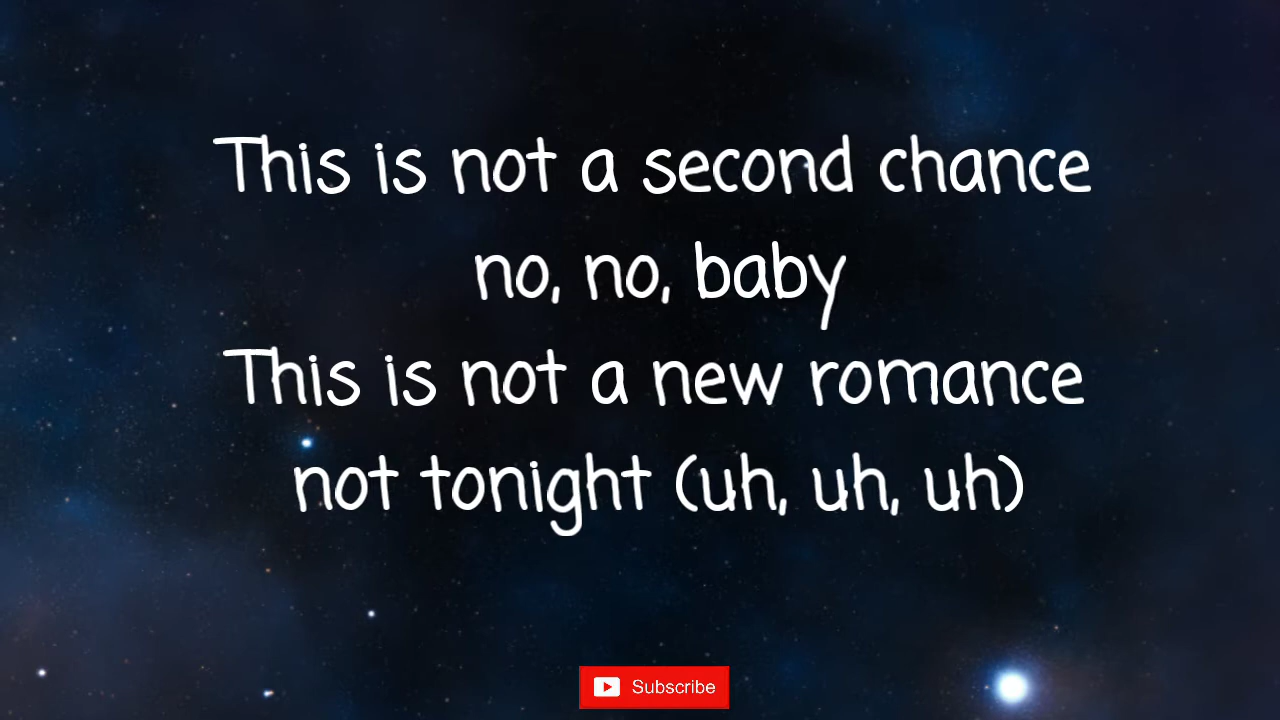 This is not a second chance
no, no, baby
This is not a new romance
not tonight (uh, uh, uh)
Subscribe